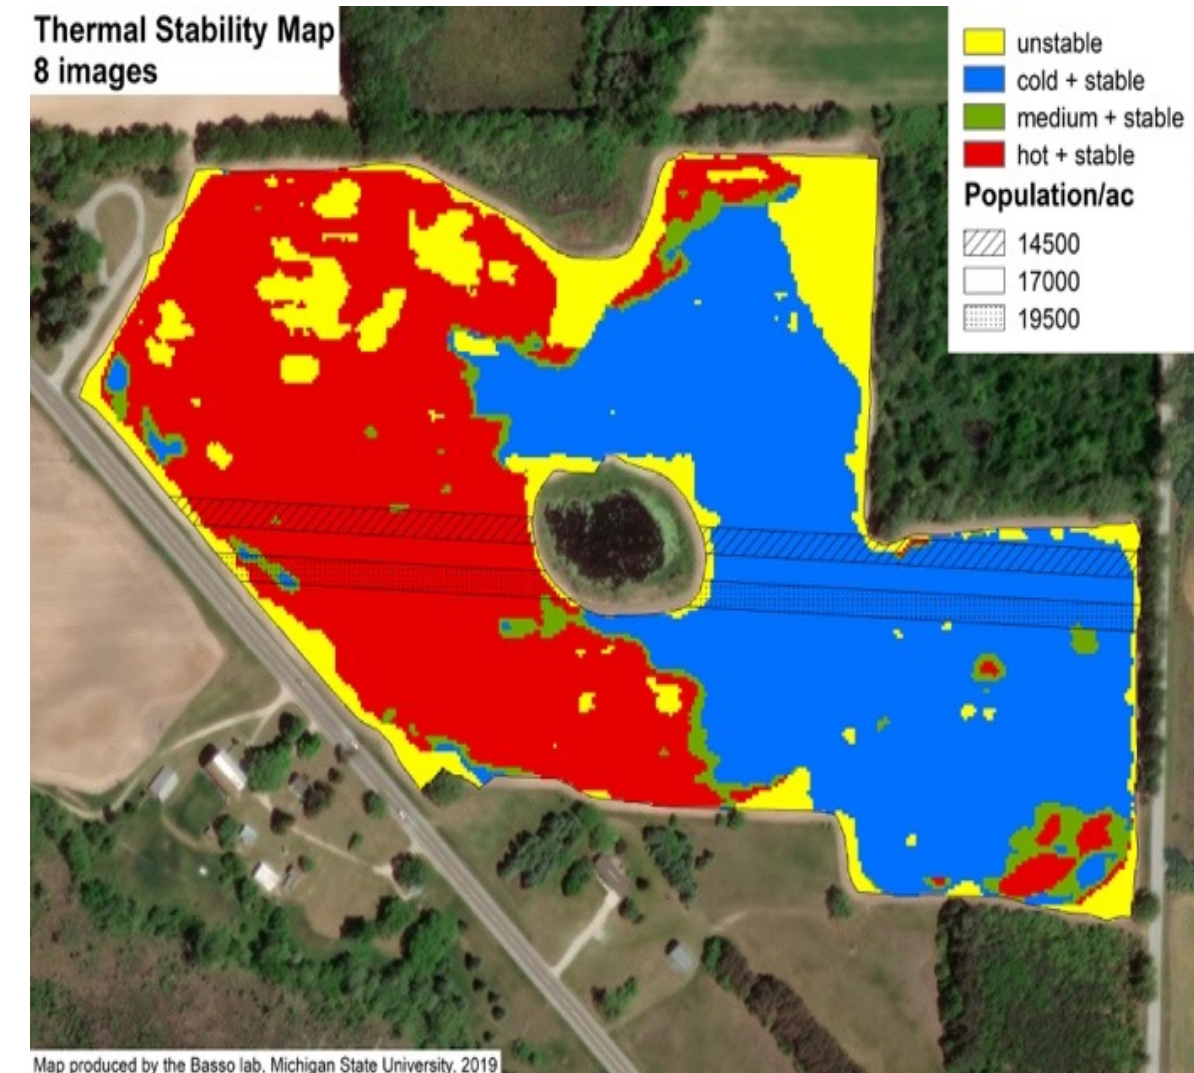 Thermal Stability Map
8 images
unstable
cold + stable
medium + stable
hot + stable
Population/ac
14500
17000
19500
Map produced by the Basso lab, Michigan State University, 2019